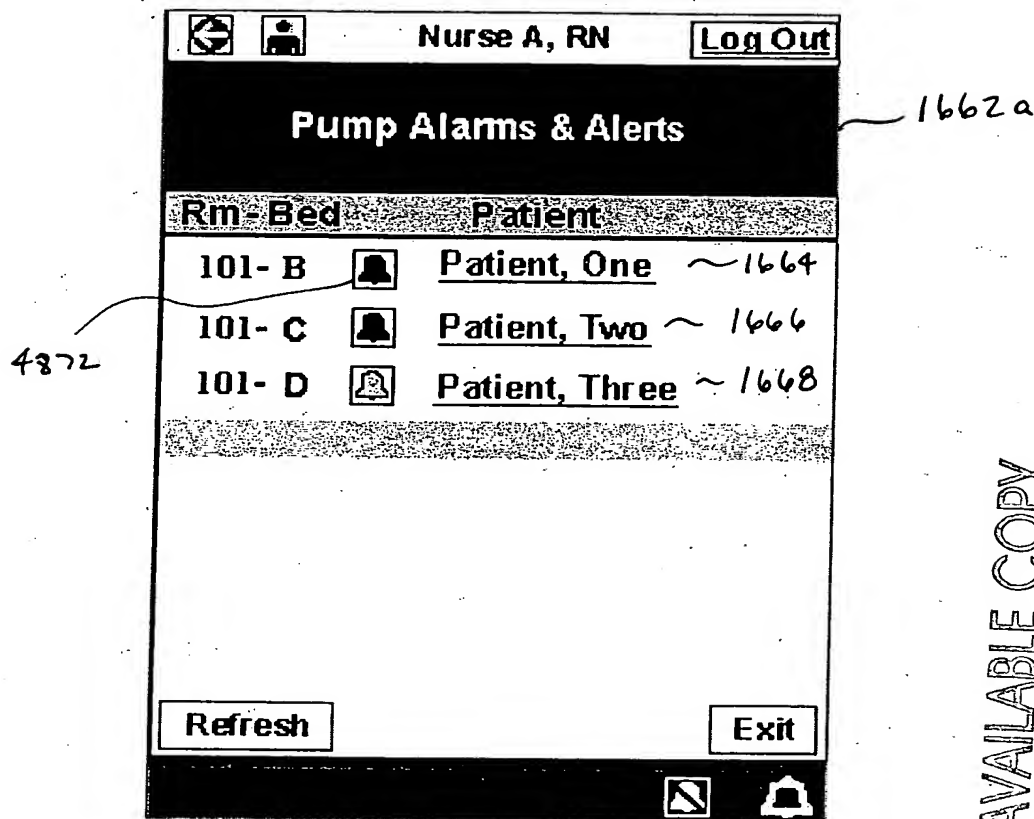 Nurse A, RN Log Out
Pump Alarms & Alerts 1662a
Rm - Bed Patient
101- B Patient, One ~1664
101- C Patient, Two ~ 1666
101- D Patient, Three ~ 1668
4872
Refresh Exit
AVAILABLE COPY